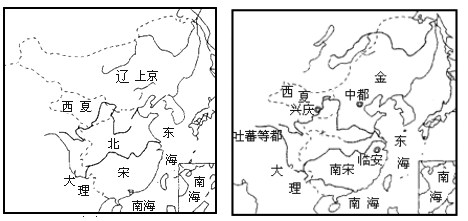 辽 上京
西夏
北
宋
东海
大理
南海
南海
金
西夏
中都
兴庆
吐蕃等部
临安
南宋
东海
大理
南海
南海